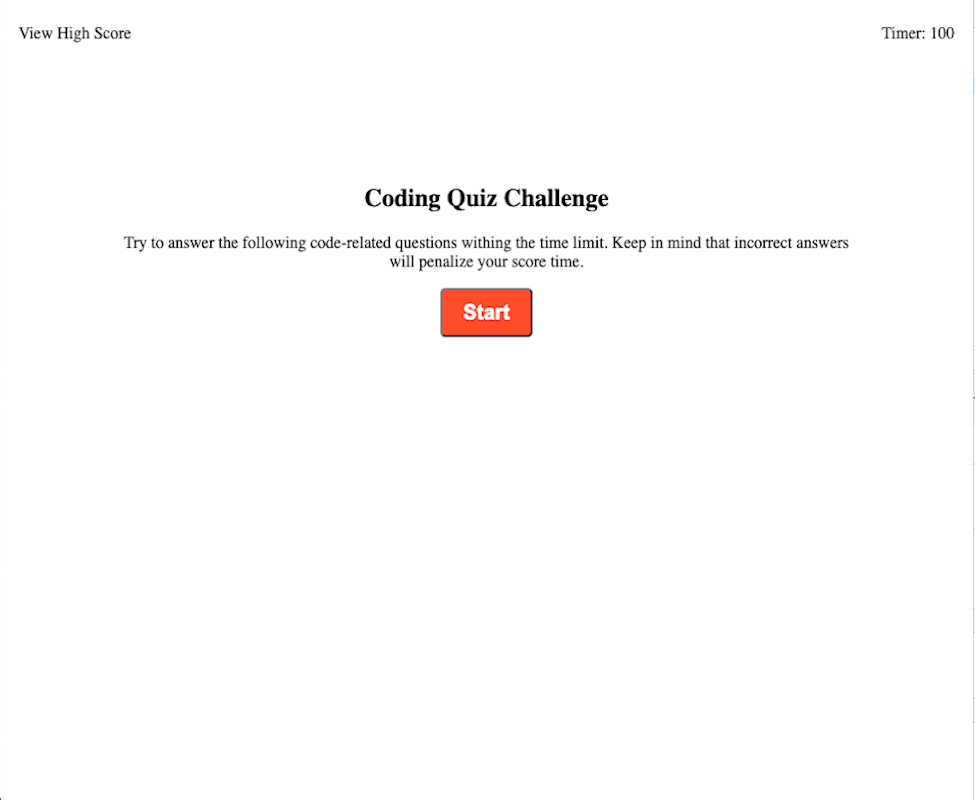 View High Score
Timer: 100
Coding Quiz Challenge
Try to answer the following code-related questions withing the time limit. Keep in mind that incorrect answers
will penalize your score time.
Start